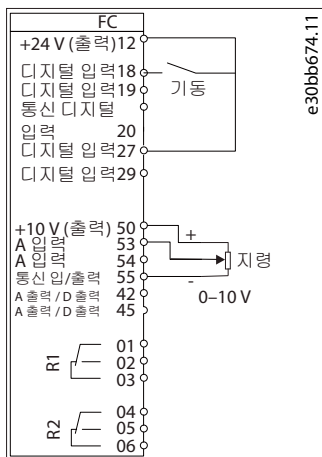 FC
+24 V (출력) 12
디지털 입력 18
디지털 입력 19
통신 디지털
입력 20
디지털 입력 27
디지털 입력 29
기동
+10 V (출력) 50
A 입력 53
A 입력 54
통신 입/출력 55
A 출력 / D 출력 42
A 출력 / D 출력 45
+
지령
-
0–10 V
R1
01
02
03
R2
04
05
06
e30bb674.11